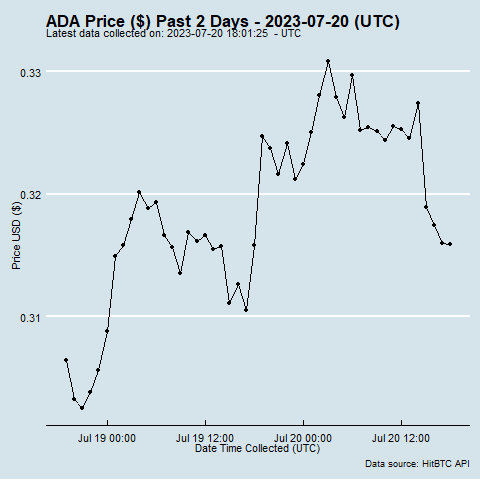 ADA Price ($) Past 2 Days - 2023-07-20 (UTC)
Latest data collected on: 2023-07-20 18:01:25  - UTC
0.33
0.32
0.31
Price USD ($)
Jul 19 00:00
Jul 19 12:00
Jul 20 00:00
Jul 20 12:00
Date Time Collected (UTC)
Data source: HitBTC API